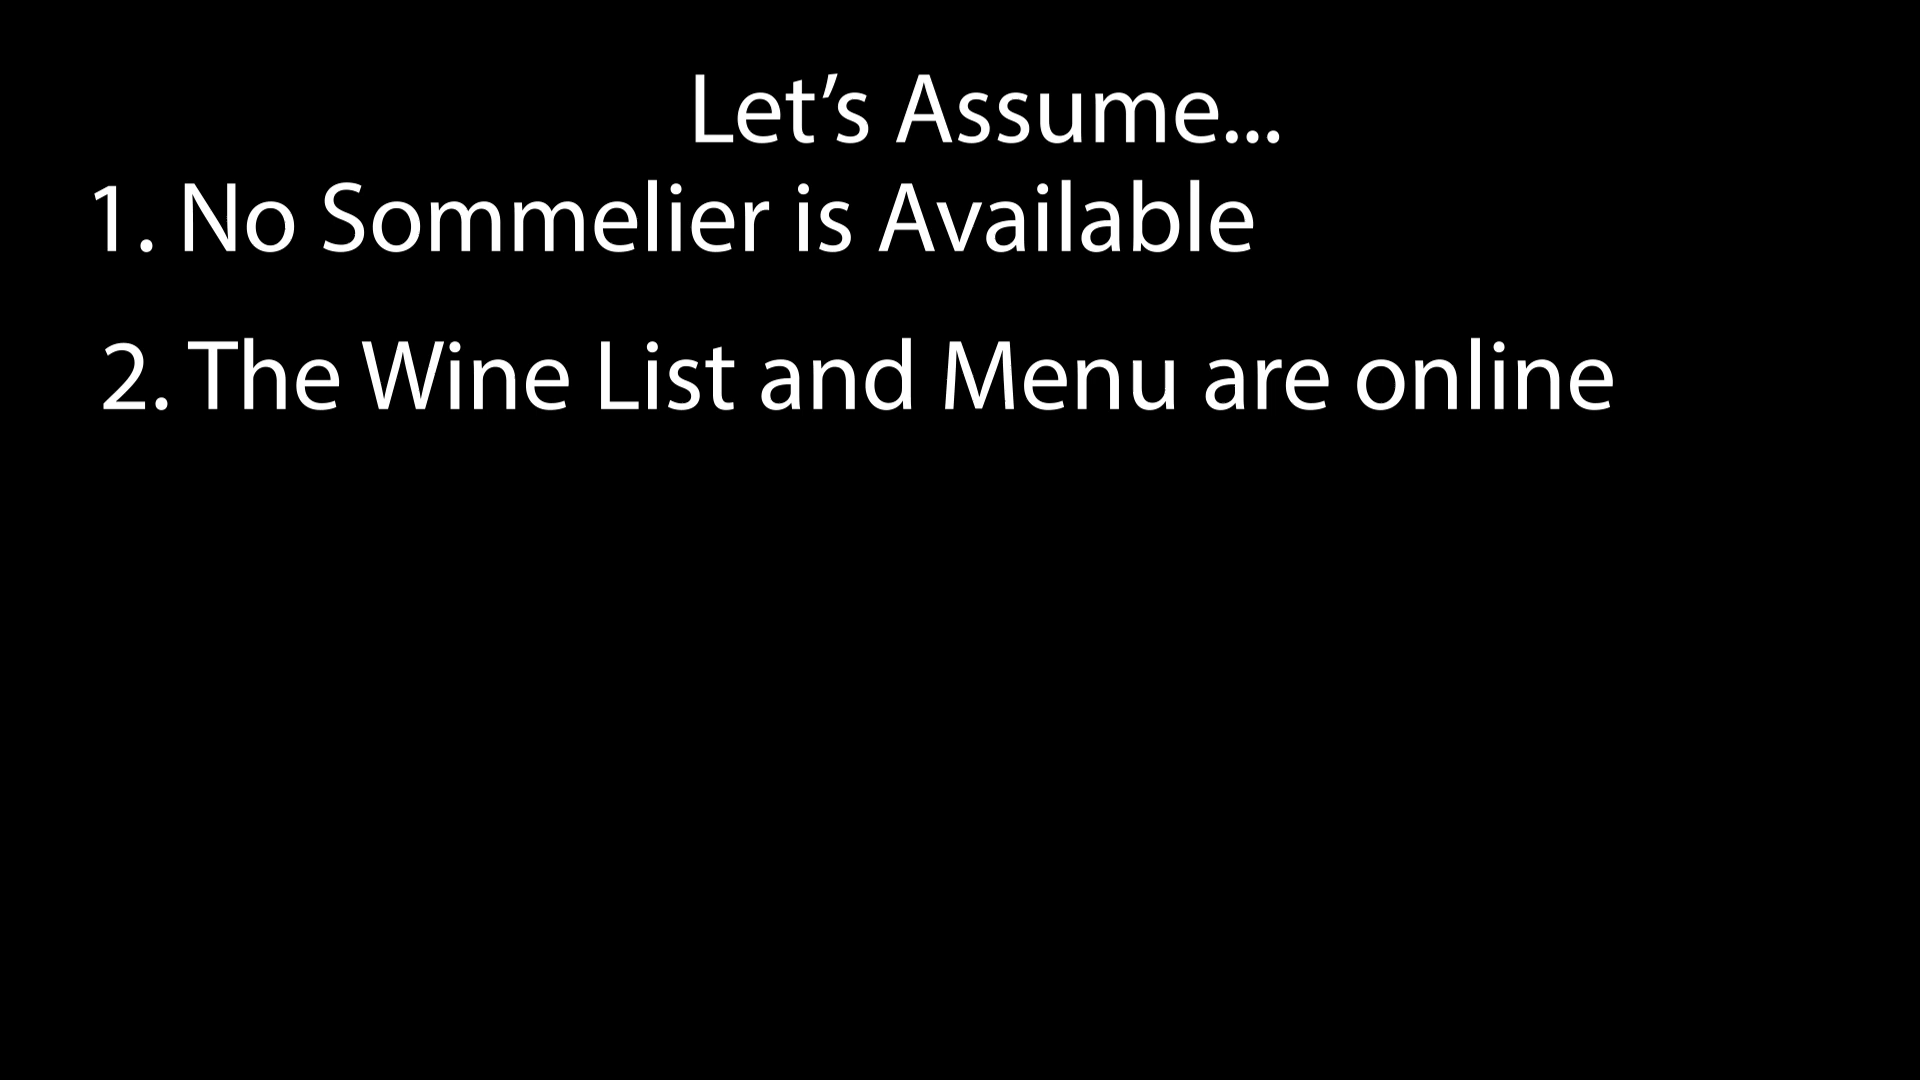 Let’s Assume...
1. No Sommelier is Available
2. The Wine List and Menu are online